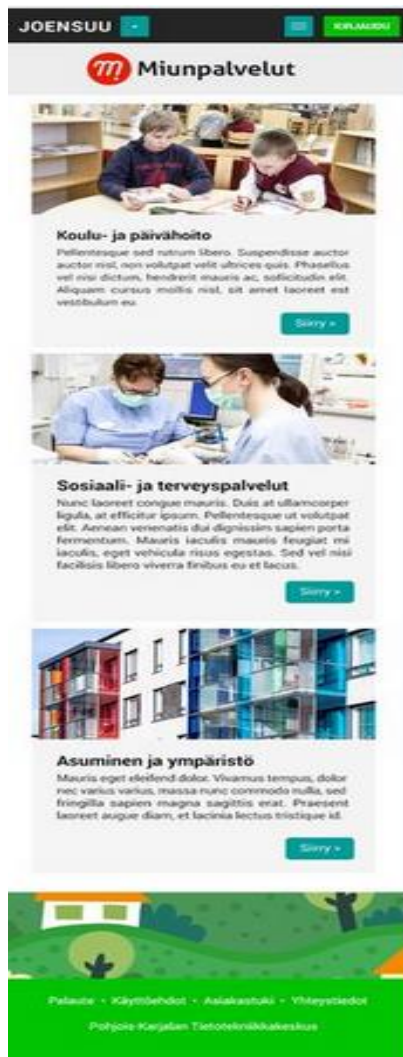 JOENSUU
KIRJAUDU
m!
Miunpalvelut
Koulu- ja päivähoito
Pellentesque sed rutrum libero. Suspendisse auctor
auctor nisl, non volutpat velit ultrices quis. Phasellus
vel nisi dictum, hendrerit mauris ac, sollicitudin elit.
Aliquam cursus mollis nisl, sit amet laoreet est
vestibulum eu.
Siirry »
Sosiaali- ja terveyspalvelut
Nunc laoreet congue mauris. Duis at ullamcorper
ligula, at efficitur ipsum. Pellentesque ut volutpat
elit. Aenean venenatis dui dignissim sapien porta
fermentum. Mauris iaculis mauris feugiat mi
iaculis, eget vehicula risus egestas. Sed vel nisi
facilisis libero viverra finibus eu et lacus.
Siirry »
Asuminen ja ympäristö
Mauris eget eleifend dolor. Vivamus tempus, dolor
nec varius varius, massa nunc commodo nulla, sed
fringilla sapien magna sagittis erat. Praesent
laoreet augue diam, et lacinia lectus tristique id.
Siirry »
Palaute • Käyttöehdot • Asiakastuki • Yhteystiedot
Pohjois-Karjalan Tietotekniikkakeskus